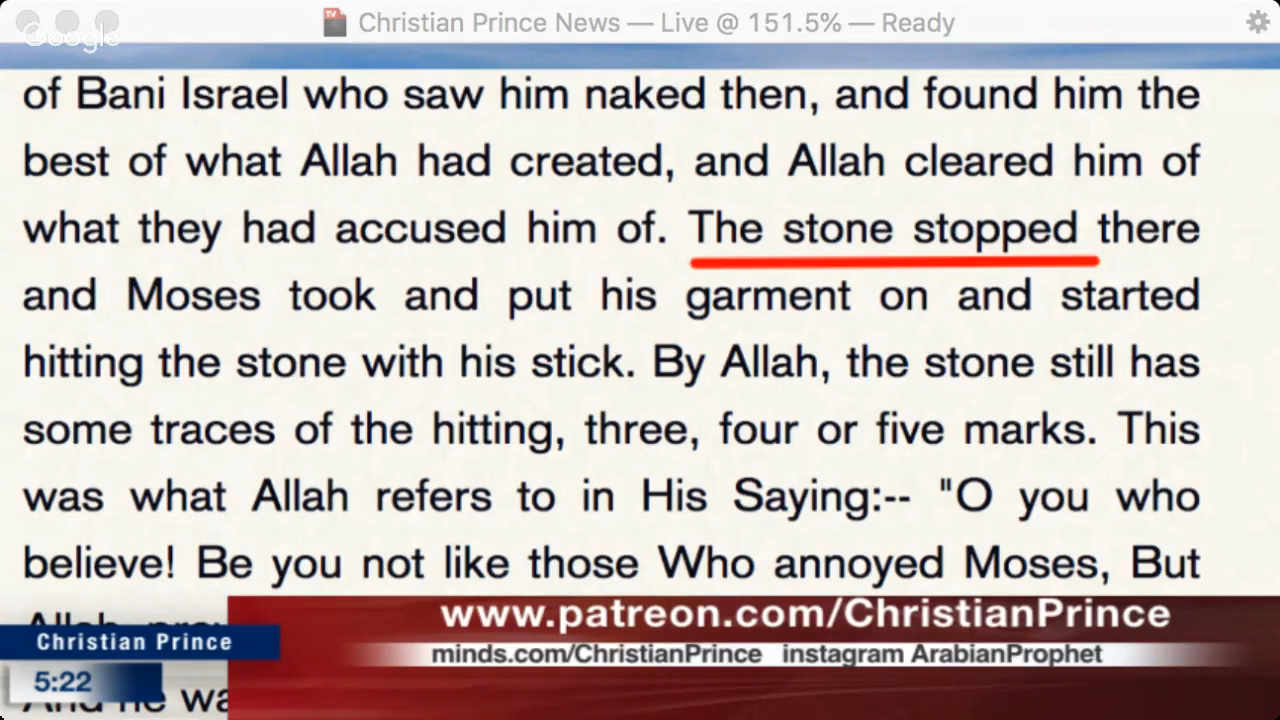 Christian Prince News — Live @ 151.5% — Ready
Google
of Bani Israel who saw him naked then, and found him the
best of what Allah had created, and Allah cleared him of
what they had accused him of. The stone stopped there
and Moses took and put his garment on and started
hitting the stone with his stick. By Allah, the stone still has
some traces of the hitting, three, four or five marks. This
was what Allah refers to in His Saying:-- "O you who
believe! Be you not like those Who annoyed Moses, But
Allah
And he
www.patreon.com/ChristianPrince
Christian Prince
minds.com/ChristianPrince instagram ArabianProphet
5:22